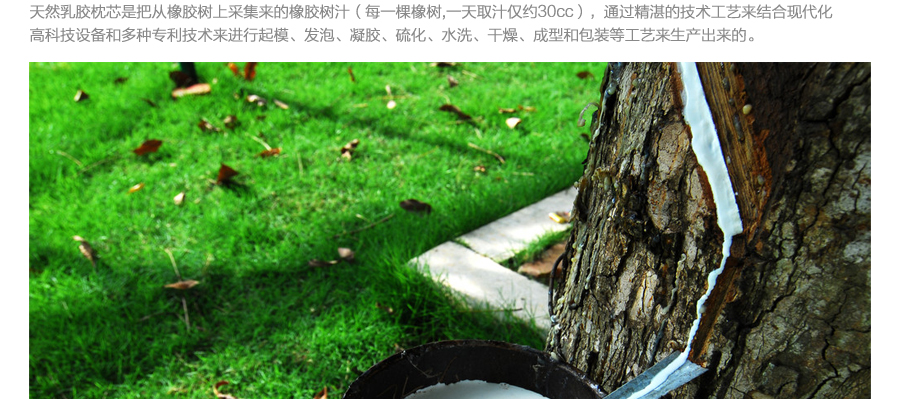 天然乳胶枕芯是把从橡胶树上采集来的橡胶树汁（每一棵橡树,一天取汁仅约30cc），通过精湛的技术工艺来结合现代化
高科技设备和多种专利技术来进行起模、发泡、凝胶、硫化、水洗、干燥、成型和包装等工艺来生产出来的。